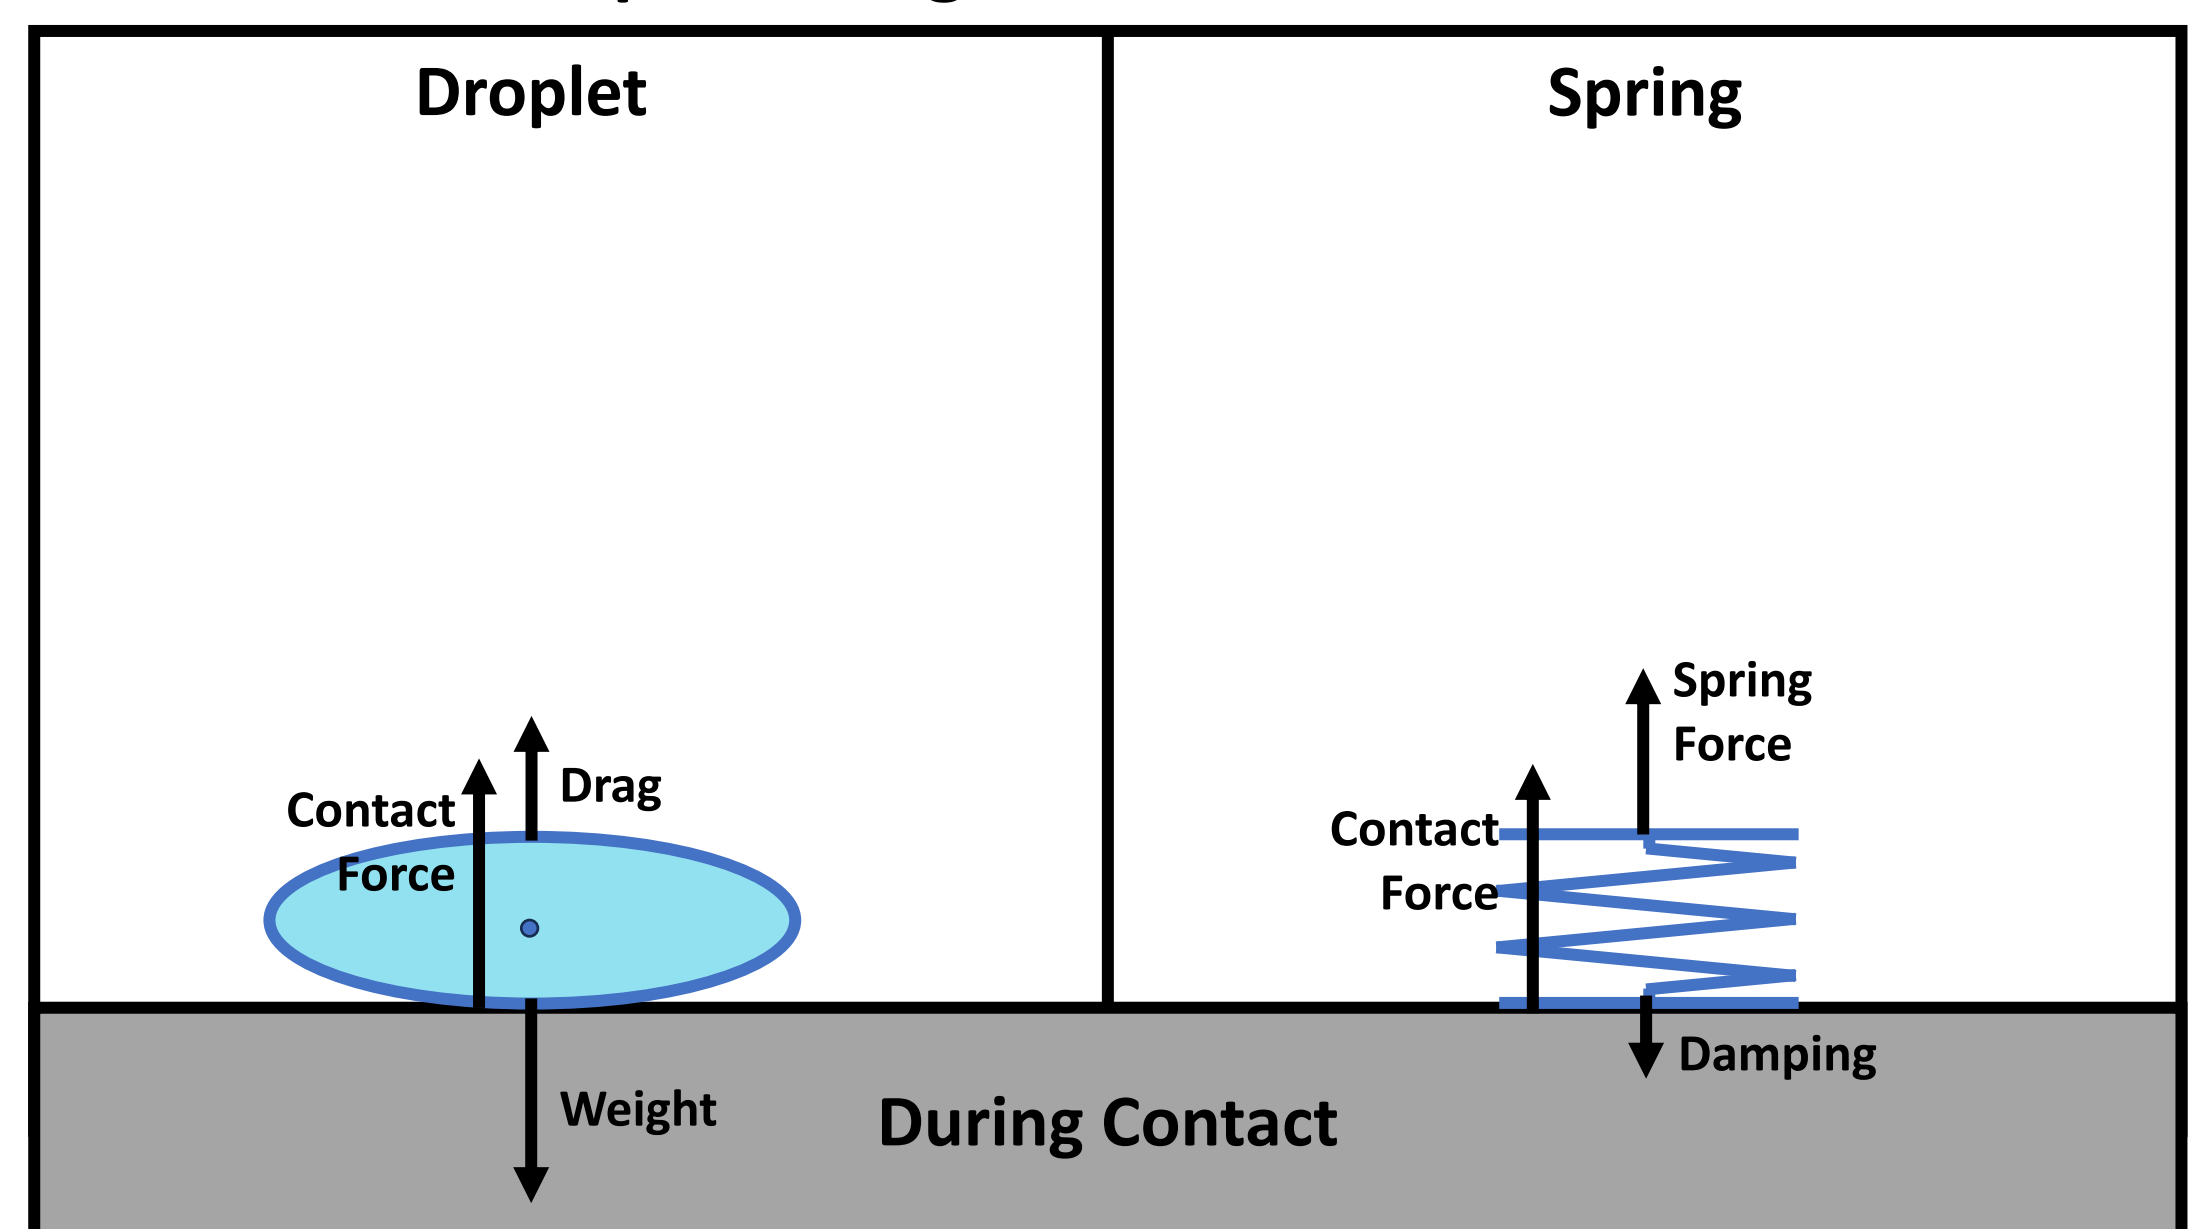 Droplet
Spring
Spring
Force
Drag
Contact
Force
Contact
Force
Damping
Weight
During Contact